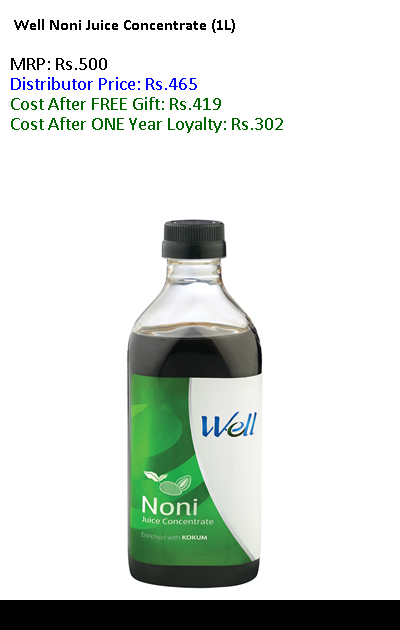 Well Noni Juice Concentrate (1L)
MRP: Rs.500
Distributor Price: Rs.465
Cost After FREE Gift: Rs.419
Cost After ONE Year Loyalty: Rs.302
Well
Noni
Juice Concentrate
Enriched with KOKUM